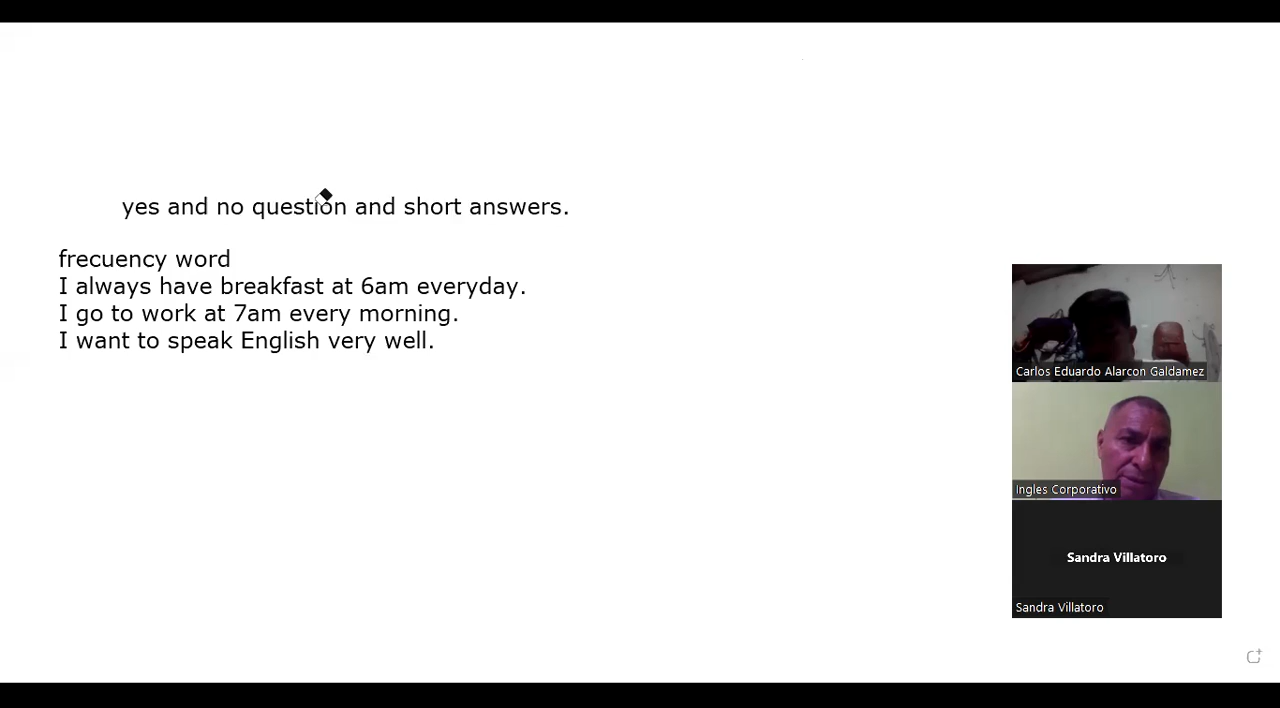 yes and no question and short answers.
frecuency word
I always have breakfast at 6am everyday.
I go to work at 7am every morning.
I want to speak English very well.
Carlos Eduardo Alarcon Galdamez
Ingles Corporativo
Sandra Villatoro
Sandra Villatoro